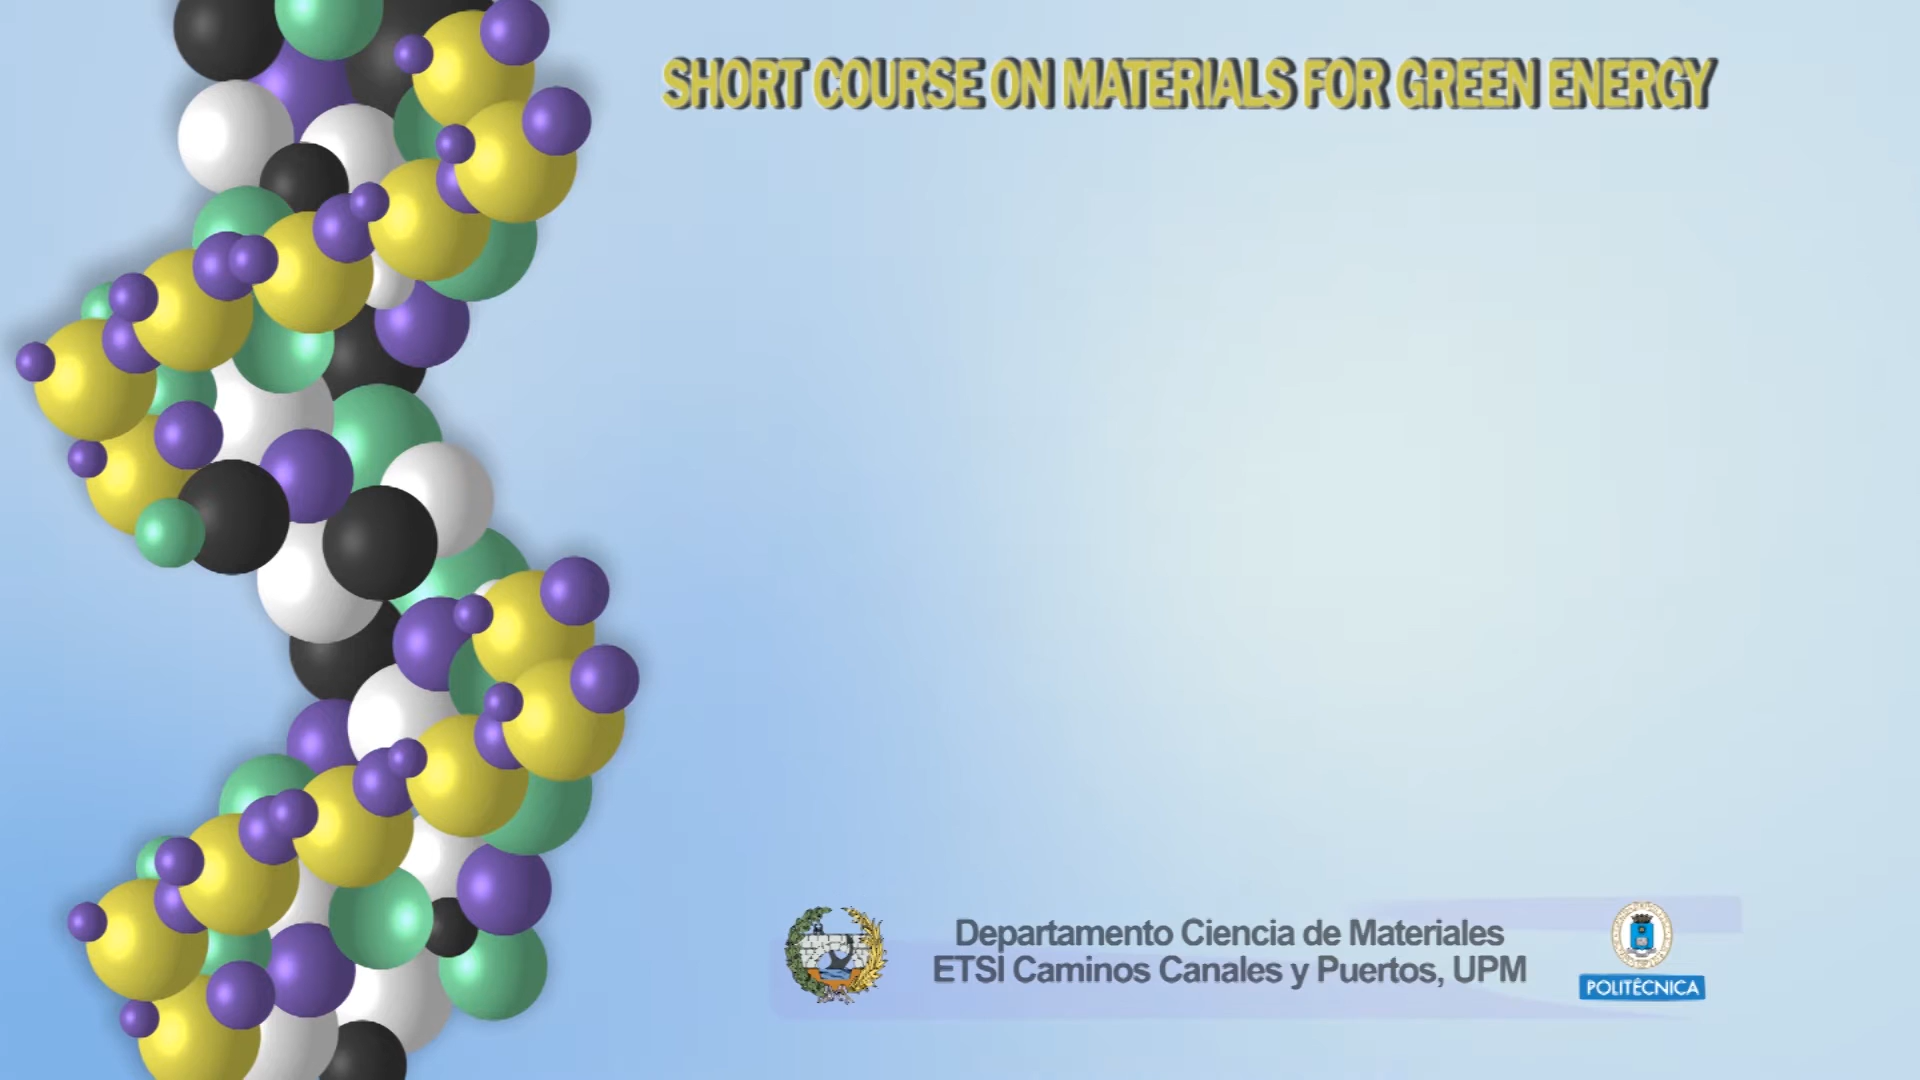 SHORT COURSE ON MATERIALS FOR GREEN ENERGY
Departamento Ciencia de Materiales
ETSI Caminos Canales y Puertos, UPM
POLITÉCNICA